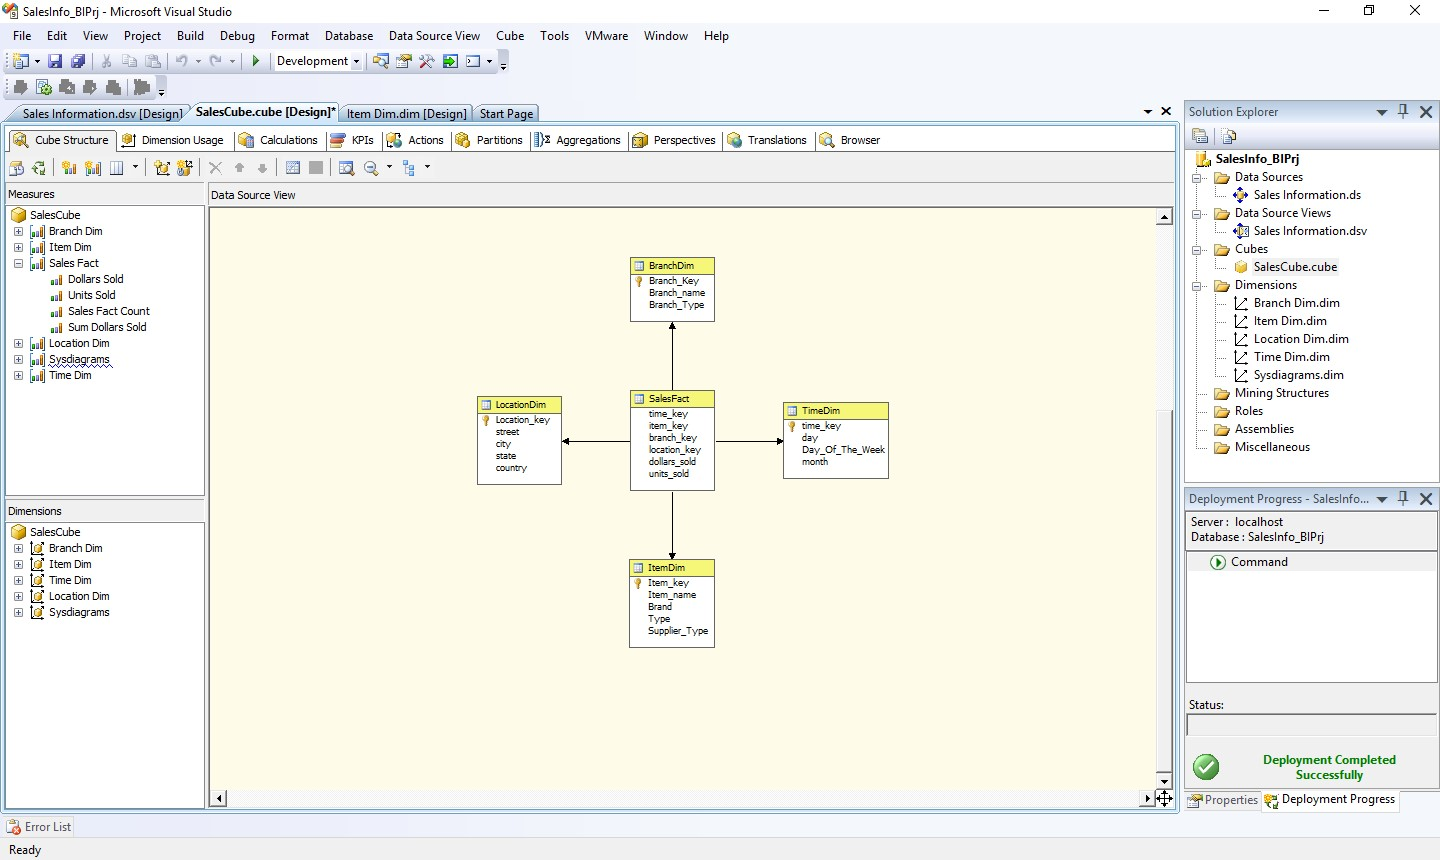 SalesInfo_BIPrj - Microsoft Visual Studio
File Edit View Project Build Debug Format Database Data Source View Cube Tools VMware Window Help
Development
Sales Information.dsv [Design] SalesCube.cube [Design]* Item Dim.dim [Design] Start Page
Cube Structure Dimension Usage Calculations KPIs Actions Partitions Aggregations Perspectives Translations Browser
Measures
SalesCube
Branch Dim
Item Dim
Sales Fact
Dollars Sold
Units Sold
Sales Fact Count
Sum Dollars Sold
Location Dim
Sysdiagrams
Time Dim
Dimensions
SalesCube
Branch Dim
Item Dim
Time Dim
Location Dim
Sysdiagrams
Data Source View
BranchDim
Branch_Key
Branch_name
Branch_Type
LocationDim
Location_key
street
city
state
country
SalesFact
time_key
item_key
branch_key
location_key
dollars_sold
units_sold
TimeDim
time_key
day
Day_Of_The_Week
month
ItemDim
Item_key
Item_name
Brand
Type
Supplier_Type
Solution Explorer
SalesInfo_BIPrj
Data Sources
Sales Information.ds
Data Source Views
Sales Information.dsv
Cubes
SalesCube.cube
Dimensions
Branch Dim.dim
Item Dim.dim
Location Dim.dim
Time Dim.dim
Sysdiagrams.dim
Mining Structures
Roles
Assemblies
Miscellaneous
Deployment Progress - SalesInfo...
Server : localhost
Database : SalesInfo_BIPrj
Command
Status:
Deployment Completed
Successfully
Properties Deployment Progress
Error List
Ready